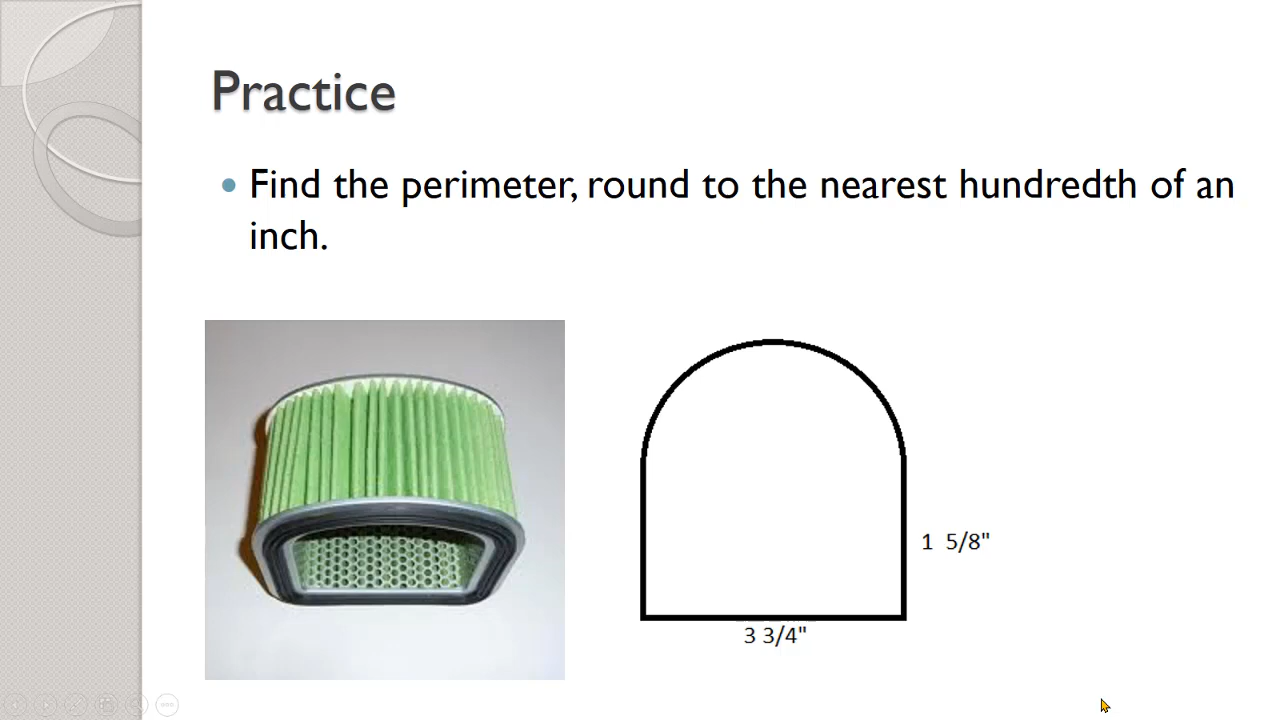 Practice
• Find the perimeter, round to the nearest hundredth of an
inch.
1 5/8"
3 3/4"